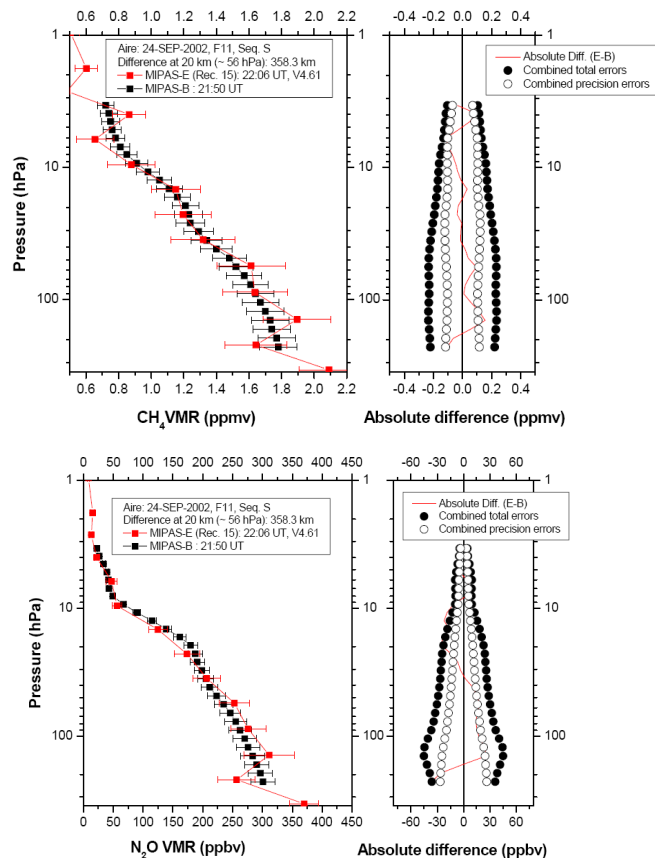 0.6 0.8 1.0 1.2 1.4 1.6 1.8 2.0 2.2
-0.4 -0.2 0.0 0.2 0.4
1
Aire: 24-SEP-2002, F11, Seq. S
Difference at 20 km (~ 56 hPa): 358.3 km
MIPAS-E (Rec. 15): 22:06 UT, V4.61
MIPAS-B : 21:50 UT
1
Absolute Diff. (E-B)
Combined total errors
Combined precision errors
10
10
100
100
Pressure (hPa)
0.6 0.8 1.0 1.2 1.4 1.6 1.8 2.0 2.2
-0.4 -0.2 0.0 0.2 0.4
CH4 VMR (ppmv)
Absolute difference (ppmv)
0 50 100 150 200 250 300 350 400 450
-60 -30 0 30 60
1
Aire: 24-SEP-2002, F11, Seq. S
Difference at 20 km (~ 56 hPa): 358.3 km
MIPAS-E (Rec. 15): 22:06 UT, V4.61
MIPAS-B : 21:50 UT
1
Absolute Diff. (E-B)
Combined total errors
Combined precision errors
10
10
100
100
Pressure (hPa)
0 50 100 150 200 250 300 350 400 450
-60 -30 0 30 60
N2O VMR (ppbv)
Absolute difference (ppbv)